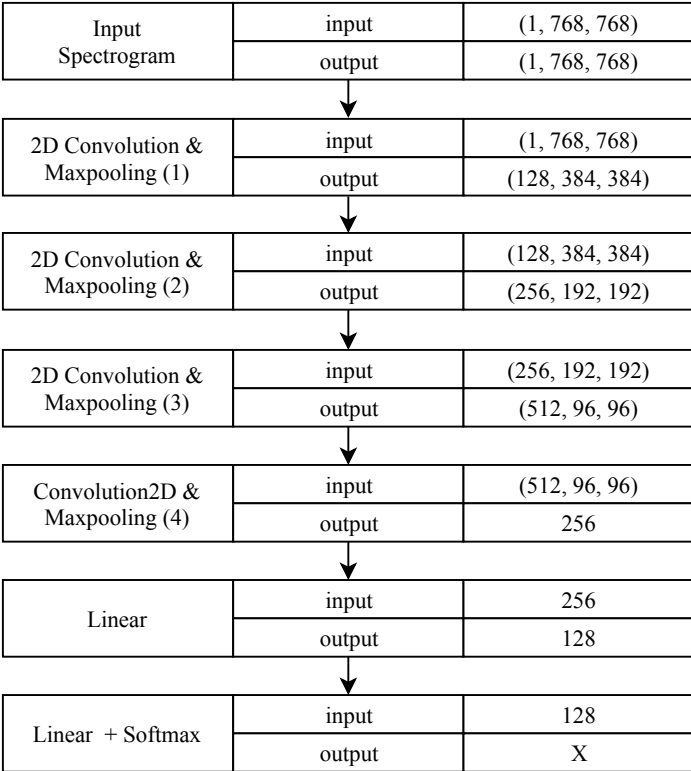 Input
Spectrogram
input
(1, 768, 768)
output
(1, 768, 768)
2D Convolution &
Maxpooling (1)
input
(1, 768, 768)
output
(128, 384, 384)
2D Convolution &
Maxpooling (2)
input
(128, 384, 384)
output
(256, 192, 192)
2D Convolution &
Maxpooling (3)
input
(256, 192, 192)
output
(512, 96, 96)
Convolution2D &
Maxpooling (4)
input
(512, 96, 96)
output
256
Linear
input
256
output
128
Linear + Softmax
input
128
output
X